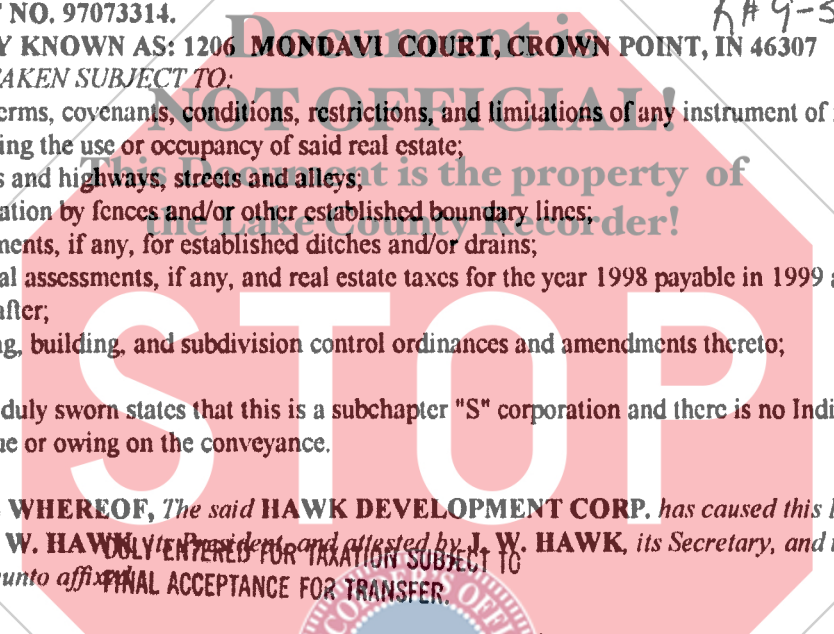 NO. 97073314.
Y KNOWN AS: 1206 MONDAVI COURT, CROWN POINT, IN 46307
AKEN SUBJECT TO:
erms, covenants, conditions, restrictions, and limitations of any instrument of
ing the use or occupancy of said real estate;
s and highways, streets and alleys;
ation by fences and/or other established boundary lines;
ments, if any, for established ditches and/or drains;
al assessments, if any, and real estate taxes for the year 1998 payable in 1999 a
after;
ng, building, and subdivision control ordinances and amendments thereto;
duly sworn states that this is a subchapter "S" corporation and there is no Indi
ue or owing on the conveyance.
WHEREOF, The said HAWK DEVELOPMENT CORP. has caused this
W. HAWK, its President, and attested by J. W. HAWK, its Secretary, and
unto affixed
DULY ENTERED FOR TAXATION SUBJECT TO
FINAL ACCEPTANCE FOR TRANSFER.
Document is
NOT OFFICIAL!
This Document is the property of
the Lake County Recorder!
STOP